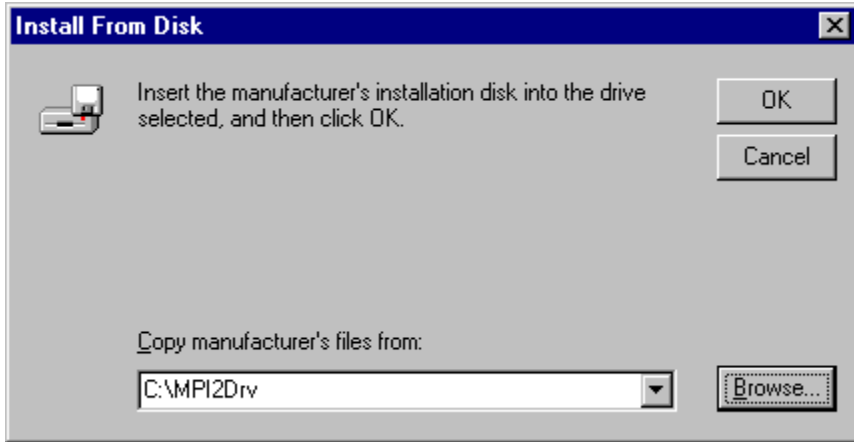 Install From Disk
Insert the manufacturer's installation disk into the drive
selected, and then click OK.
OK
Cancel
Copy manufacturer's files from:
C:\MPI2Drv
Browse...